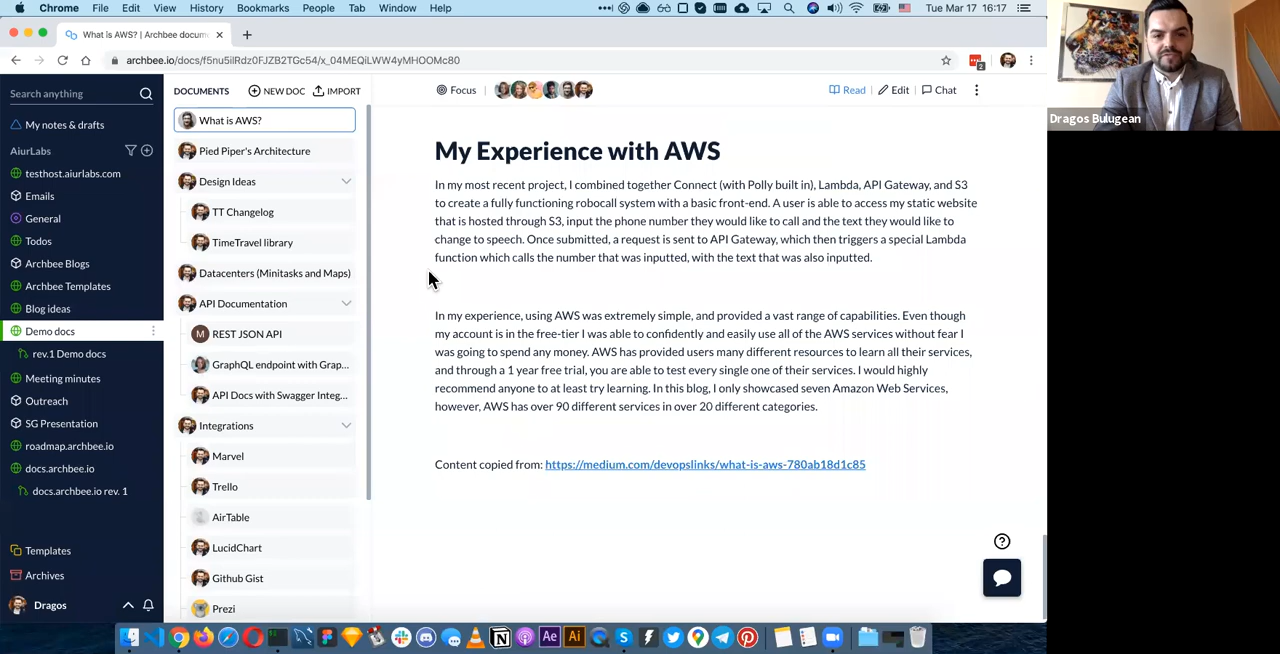 Chrome File Edit View History Bookmarks People Tab Window Help
Tue Mar 17 16:17
What is AWS? | Archbee docum
archbee.io/docs/f5nu5ilRdz0FJZB2TGc54/x_04MEQiLWW4yMHOOMc80
2
Search anything
My notes & drafts
AiurLabs
testhost.aiurlabs.com
Emails
General
Todos
Archbee Blogs
Archbee Templates
Blog ideas
Demo docs
rev.1 Demo docs
Meeting minutes
Outreach
SG Presentation
roadmap.archbee.io
docs.archbee.io
docs.archbee.io rev. 1
Templates
Archives
Dragos
DOCUMENTS NEW DOC IMPORT
What is AWS?
Pied Piper's Architecture
Design Ideas
TT Changelog
TimeTravel library
Datacenters (Minitasks and Maps)
API Documentation
M REST JSON API
GraphQL endpoint with Grap...
API Docs with Swagger Integ...
Integrations
Marvel
Trello
AirTable
LucidChart
Github Gist
Prezi
Focus Read Edit Chat
My Experience with AWS
In my most recent project, I combined together Connect (with Polly built in), Lambda, API Gateway, and S3
to create a fully functioning robocall system with a basic front-end. A user is able to access my static website
that is hosted through S3, input the phone number they would like to call and the text they would like to
change to speech. Once submitted, a request is sent to API Gateway, which then triggers a special Lambda
function which calls the number that was inputted, with the text that was also inputted.
In my experience, using AWS was extremely simple, and provided a vast range of capabilities. Even though
my account is in the free-tier I was able to confidently and easily use all of the AWS services without fear I
was going to spend any money. AWS has provided users many different resources to learn all their services,
and through a 1 year free trial, you are able to test every single one of their services. I would highly
recommend anyone to at least try learning. In this blog, I only showcased seven Amazon Web Services,
however, AWS has over 90 different services in over 20 different categories.
Content copied from: https://medium.com/devopslinks/what-is-aws-780ab18d1c85
Dragos Bulugean
Ae Ai